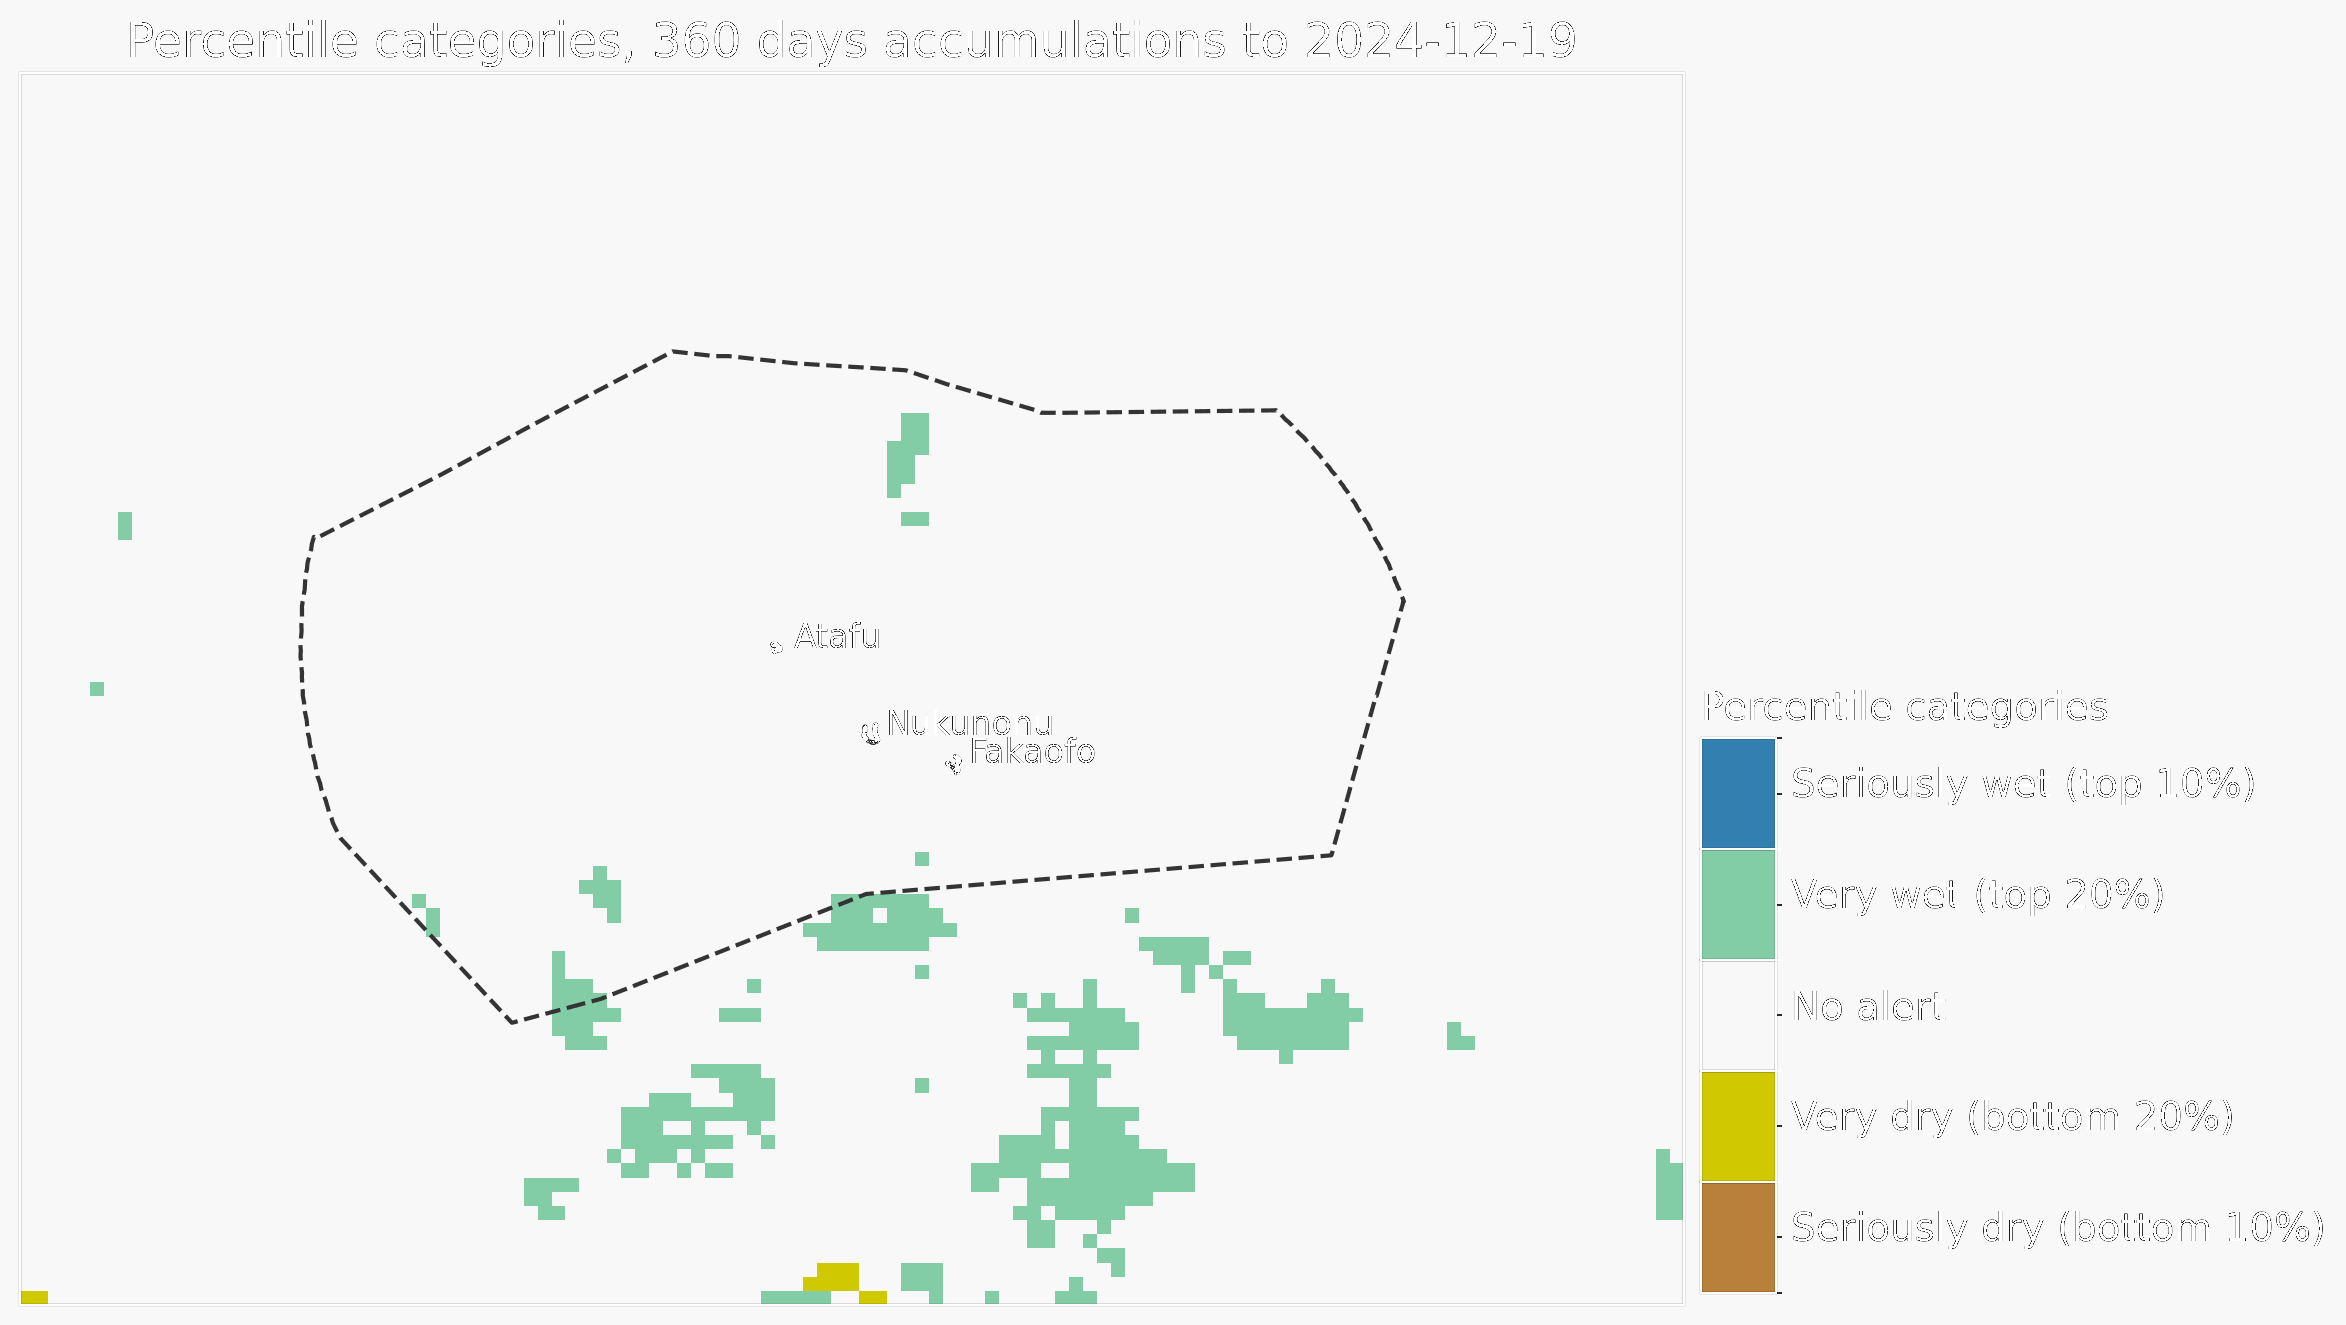 Percentile categories, 360 days accumulations to 2024-12-19
Atafu
Nukunonu
Fakaofo
Percentile categories
Seriously wet (top 10%)
Very wet (top 20%)
No alert
Very dry (bottom 20%)
Seriously dry (bottom 10%)